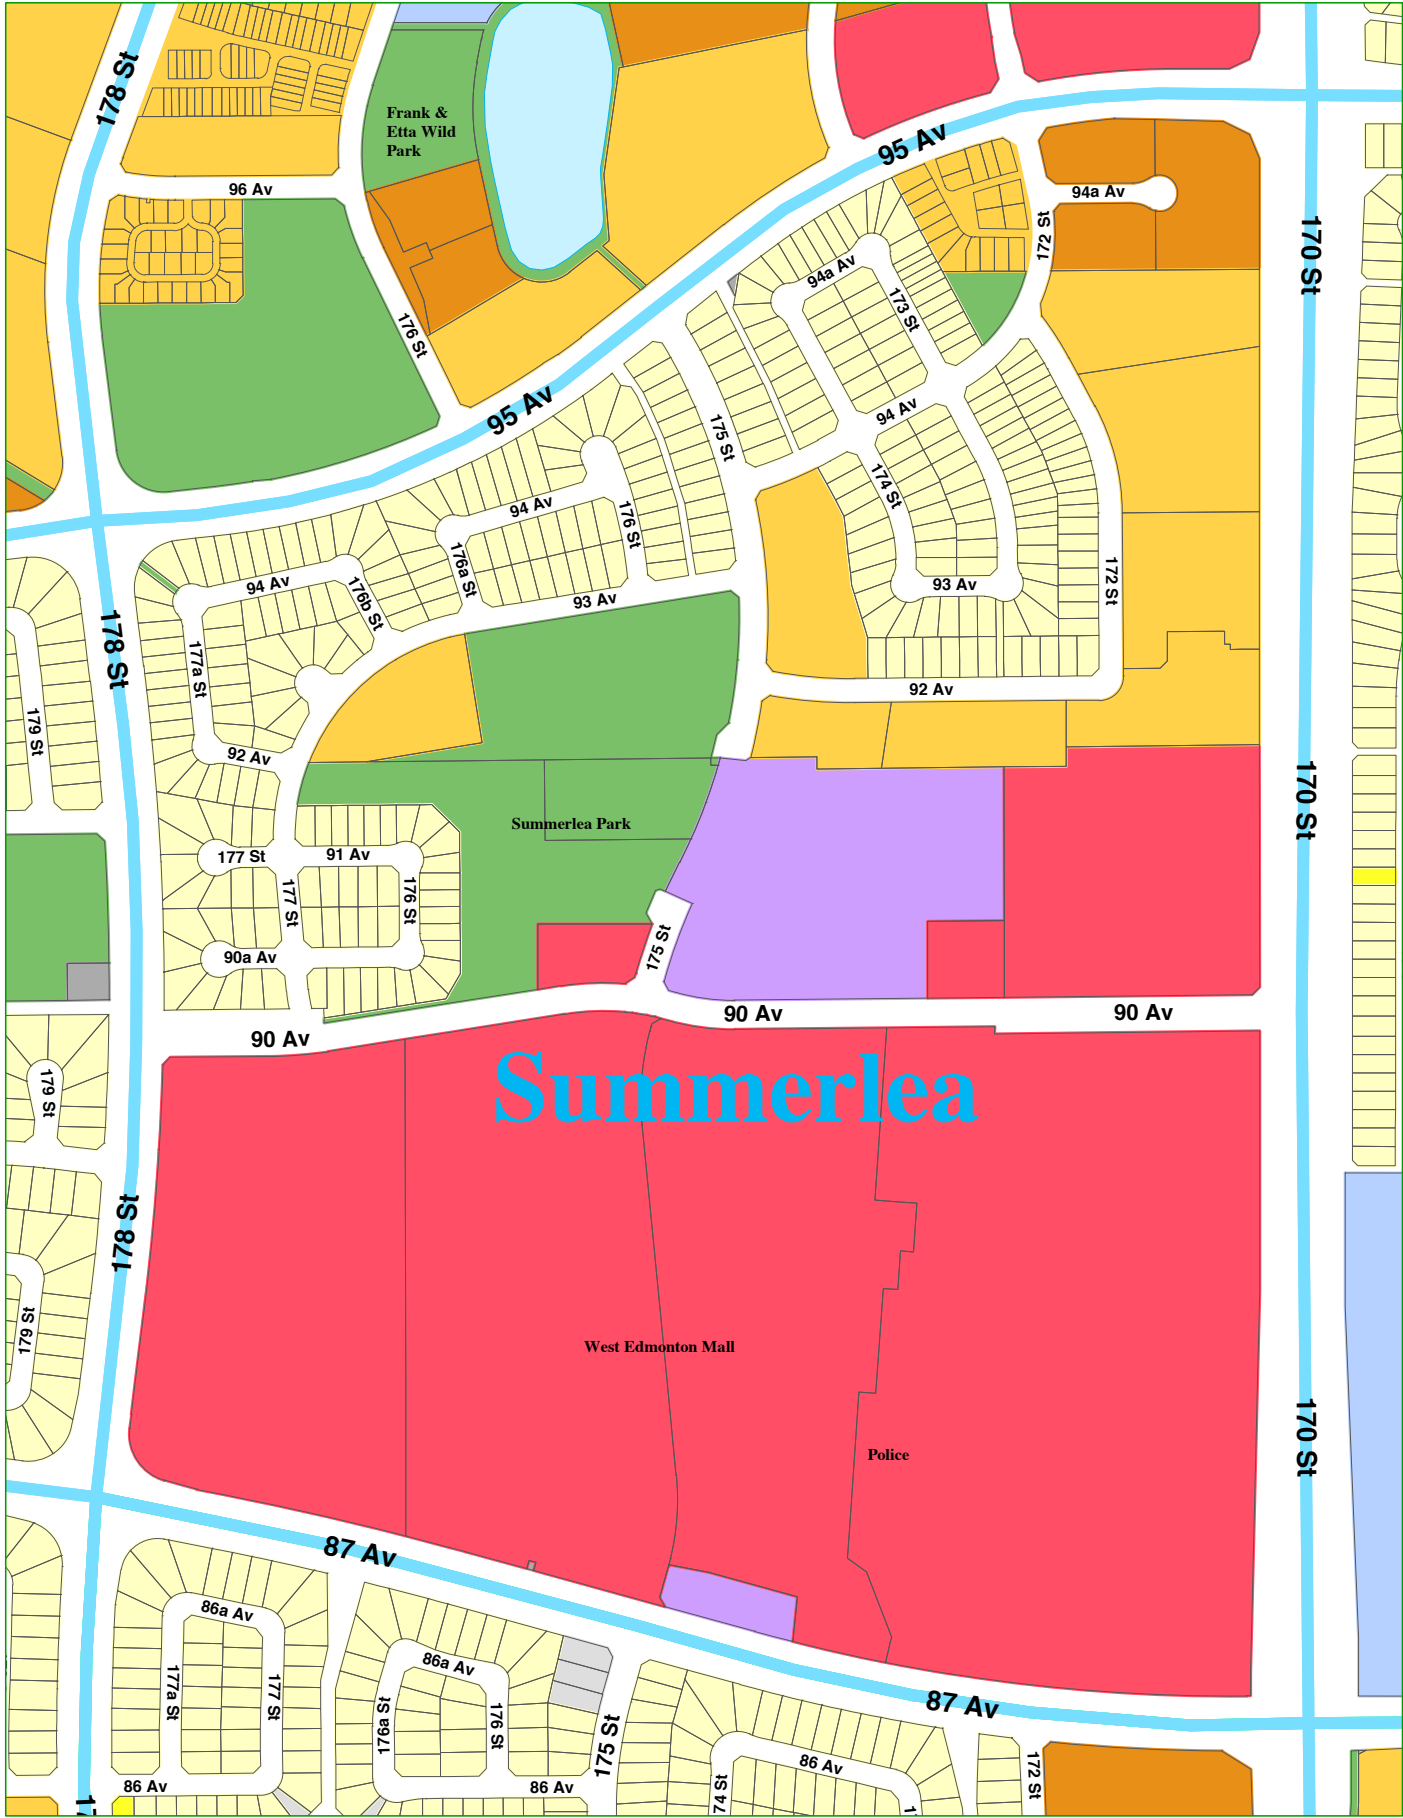 178 St
Frank &
Etta Wild
Park
95 Av
96 Av
94a Av
172 St
170 St
94a Av
173 St
176 St
95 Av
94 Av
175 St
174 St
94 Av
176 St
176a St
94 Av
176b St
93 Av
93 Av
172 St
178 St
177a St
179 St
92 Av
92 Av
170 St
Summerlea Park
177 St
91 Av
177 St
176 St
175 St
90a Av
90 Av
90 Av
90 Av
Summerlea
179 St
178 St
179 St
West Edmonton Mall
Police
170 St
87 Av
86a Av
86a Av
177a St
177 St
176a St
176 St
175 St
87 Av
86 Av
86 Av
86 Av
74 St
172 St
17
17